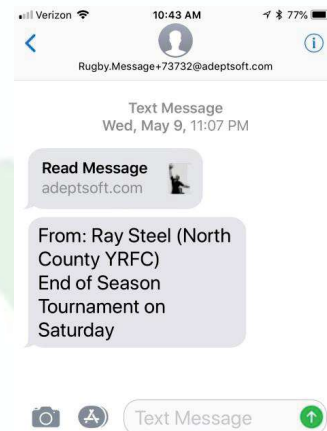 Verizon 10:43 AM 77%
Rugby.Message+73732@adeptsoft.com
Text Message
Wed, May 9, 11:07 PM
Read Message
adeptsoft.com
From: Ray Steel (North
County YRFC)
End of Season
Tournament on
Saturday
Text Message